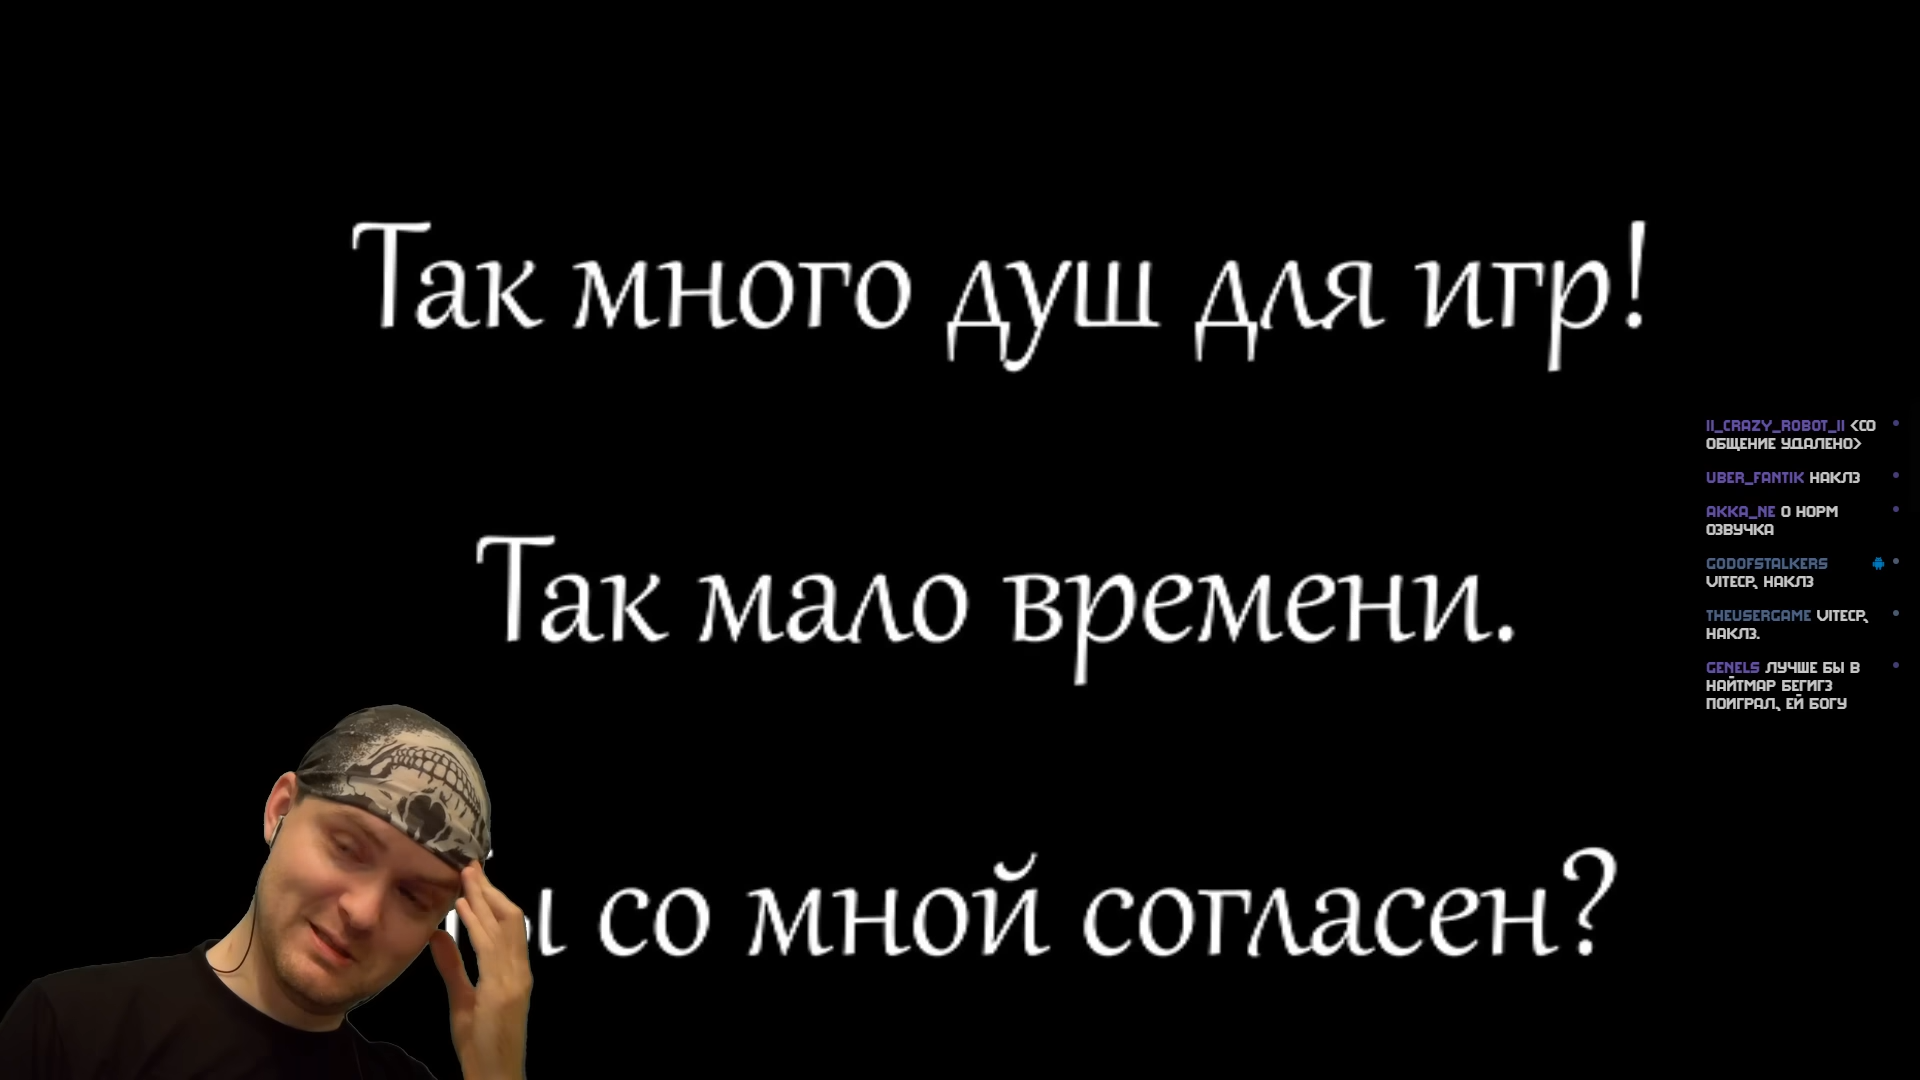 Так много душ для игр!
Так мало времени.
ы со мной согласен?
II_CRAZY_ROBOT_II <СО
ОБЩЕНИЕ УДАЛЕНО>
UBER_FANTIK НАКЛЗ
AKKA_NE О НОРМ
ОЗВУЧКА
GODOFSTALKERS
VITECP, НАКЛЗ
THEUSERGAME VITECP,
НАКЛЗ.
GENELS ЛУЧШЕ БЫ В
НАЙТМАР БЕГИГЗ
ПОИГРАЛ, ЕЙ БОГУ